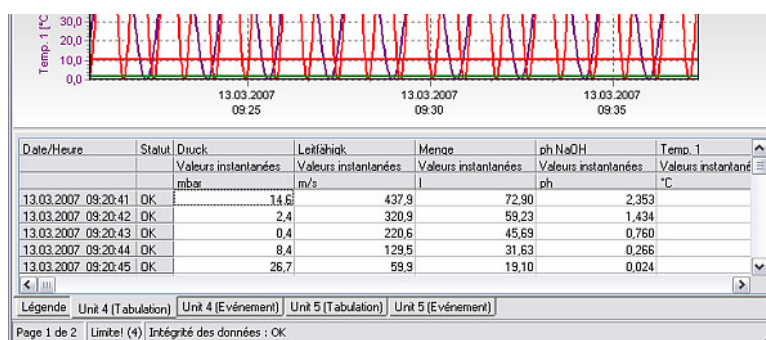 Temp. 1 [°C
30,0
20,0
10,0
0,0
13.03.2007 13.03.2007 13.03.2007
09:25 09:30 09:35
Date/Heure Statut Druck Leitfähigk Menge ph NaOH Temp. 1
Valeurs instantanées Valeurs instantanées Valeurs instantanées Valeurs instantanées Valeurs instantané
mbar m/s l ph °C
13.03.2007 09:20:41 OK 14,6 437,9 72,90 2,353
13.03.2007 09:20:42 OK 2,4 320,9 59,23 1,434
13.03.2007 09:20:43 OK 0,4 220,6 45,69 0,760
13.03.2007 09:20:44 OK 8,4 129,5 31,63 0,266
13.03.2007 09:20:45 OK 26,7 59,9 19,10 0,024
Légende Unit 4 (Tabulation) Unit 4 (Evénement) Unit 5 (Tabulation) Unit 5 (Evénement)
Page 1 de 2 Limite! (4) Intégrité des données : OK